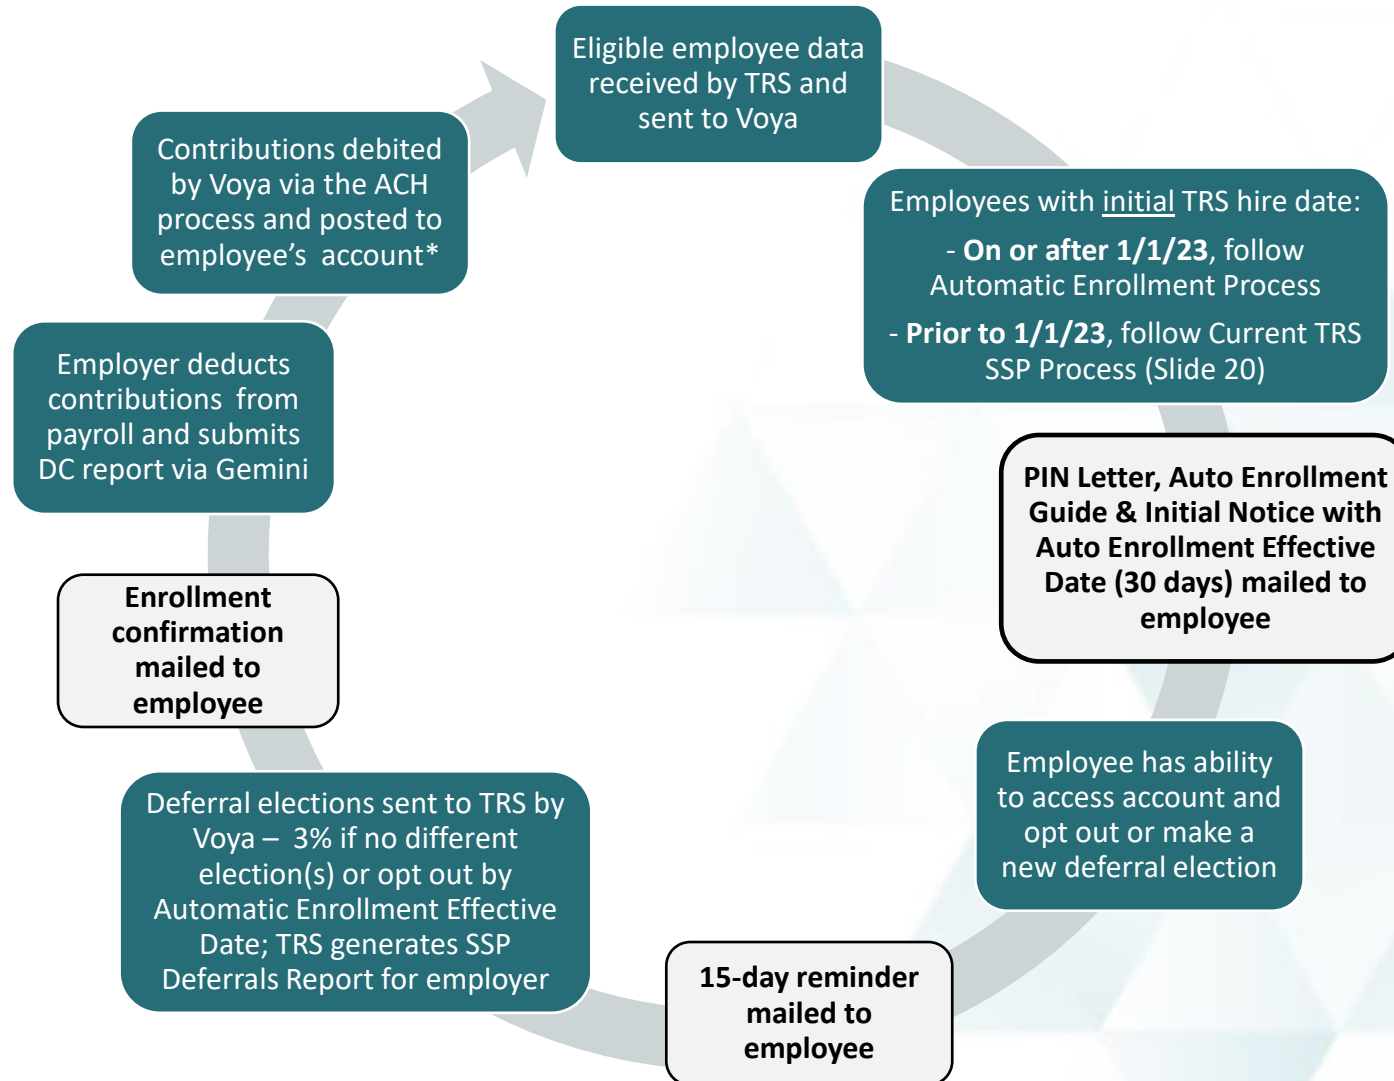 Eligible employee data
received by TRS and
sent to Voya
Employees with initial TRS hire date:
- On or after 1/1/23, follow
Automatic Enrollment Process
- Prior to 1/1/23, follow Current TRS
SSP Process (Slide 20)
PIN Letter, Auto Enrollment
Guide & Initial Notice with
Auto Enrollment Effective
Date (30 days) mailed to
employee
Employee has ability
to access account and
opt out or make a
new deferral election
15-day reminder
mailed to
employee
Deferral elections sent to TRS by
Voya – 3% if no different
election(s) or opt out by
Automatic Enrollment Effective
Date; TRS generates SSP
Deferrals Report for employer
Enrollment
confirmation
mailed to
employee
Employer deducts
contributions from
payroll and submits
DC report via Gemini
Contributions debited
by Voya via the ACH
process and posted to
employee’s account*